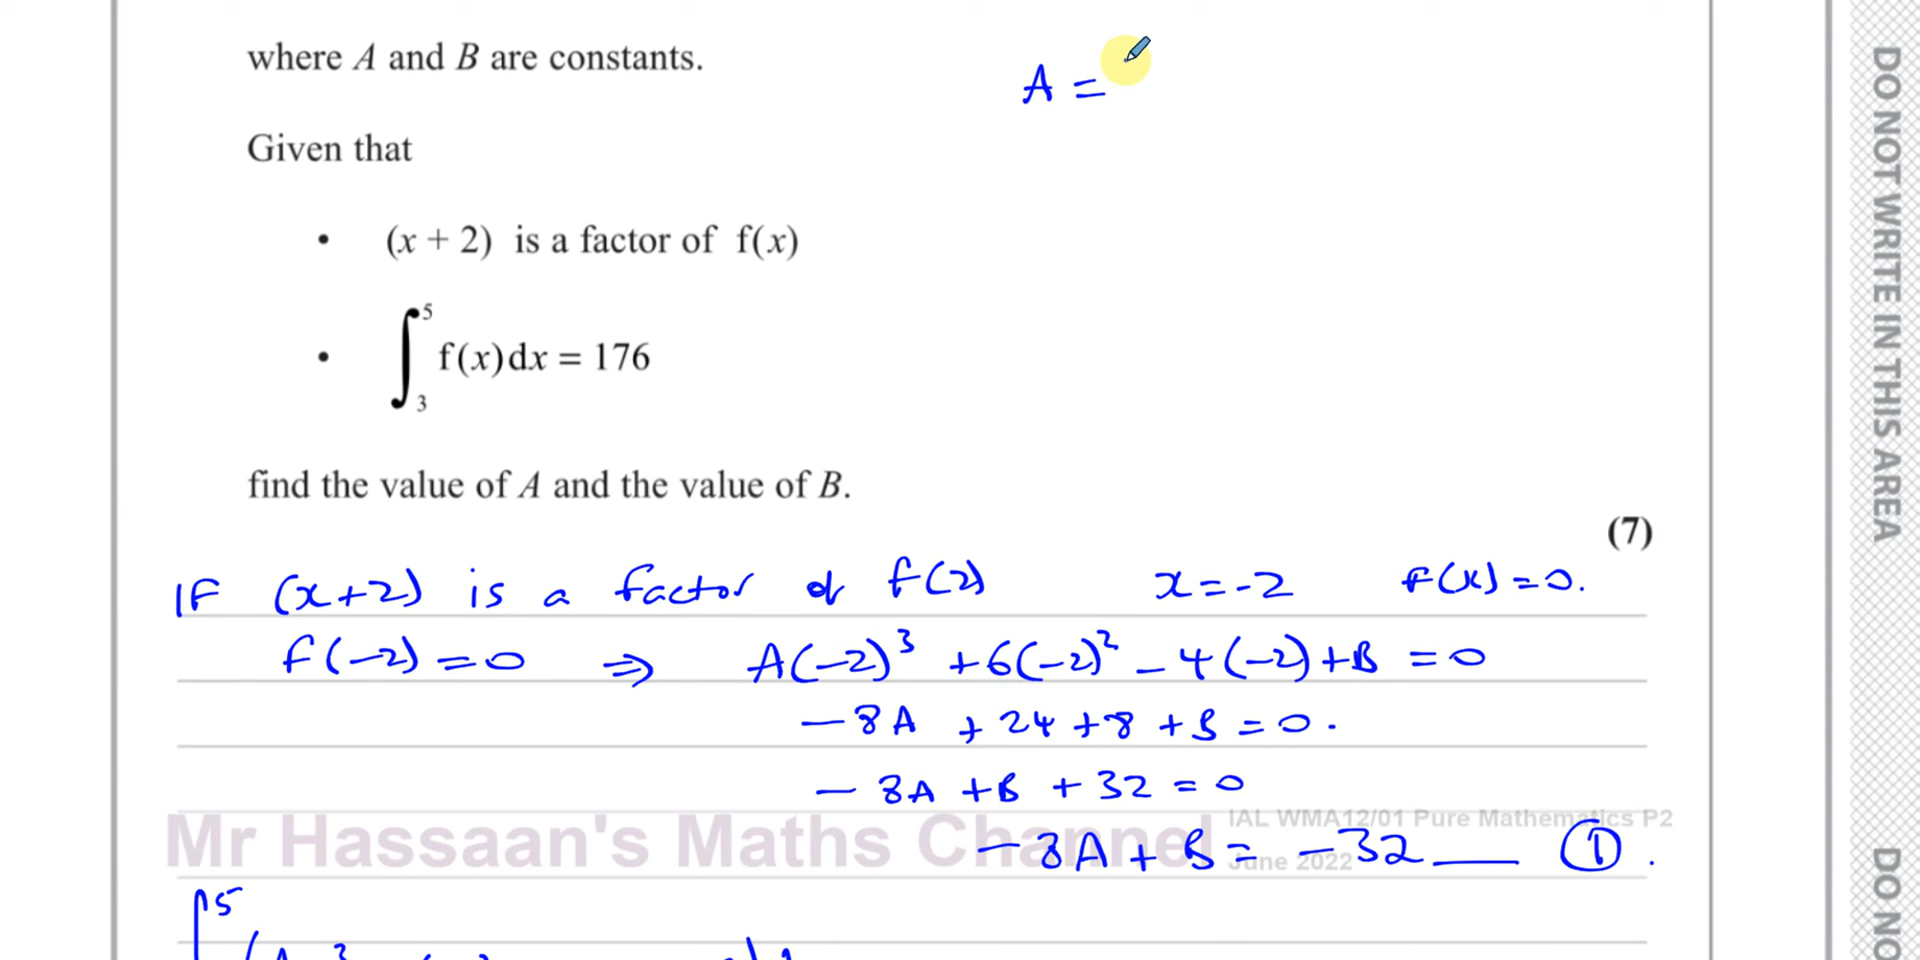 where A and B are constants.
A =
Given that
• (x + 2) is a factor of f(x)
• ∫₃⁵ f(x)dx = 176
find the value of A and the value of B.
(7)
IF (x+2) is a factor of f(2) x = -2 f(x) = 0.
f(-2) = 0 ⇒ A(-2)³ + 6(-2)² - 4(-2) + B = 0
- 8A + 24 + 8 + B = 0.
- 8A + B + 32 = 0
IAL WMA12/01 Pure Mathematics P2
Mr Hassaan's Maths Channel
June 2022
- 8A + B = -32 — ①.
DO NOT WRITE IN THIS AREA